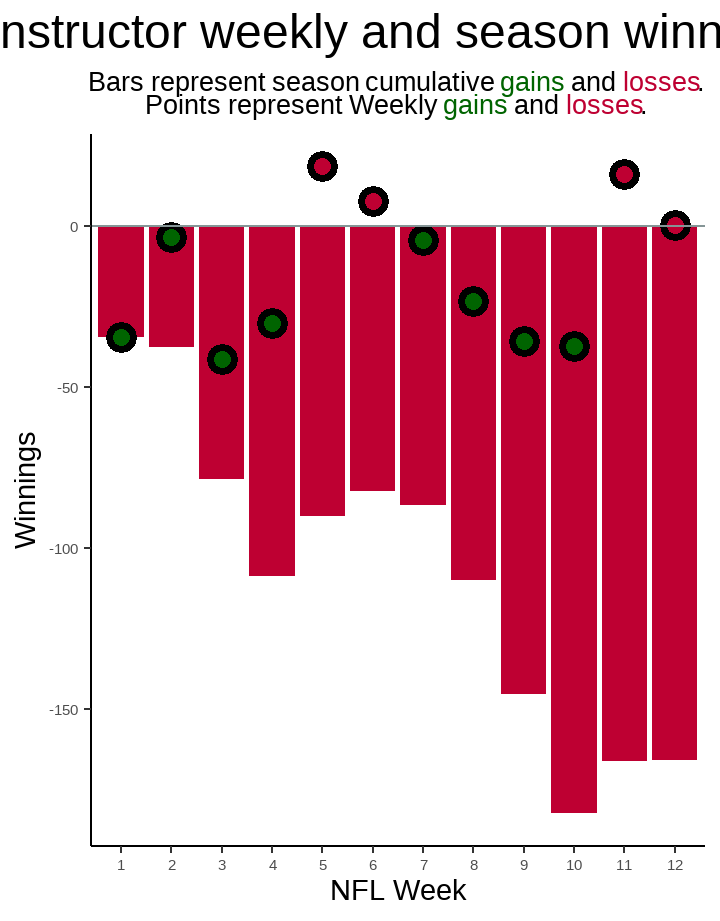 nstructor weekly and season winn
Bars represent season cumulative gains and losses.
Points represent Weekly gains and losses.
0
-50
-100
-150
Winnings
1 2 3 4 5 6 7 8 9 10 11 12
NFL Week